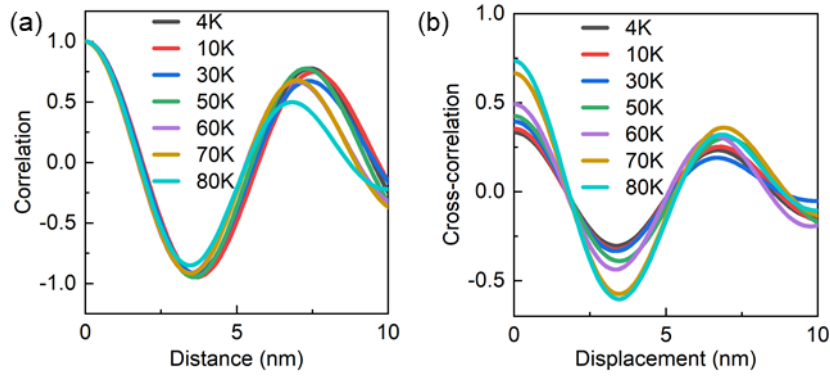 (a)
4K
10K
30K
50K
60K
70K
80K
1.0
0.5
0.0
-0.5
-1.0
Correlation
0
5
10
Distance (nm)
(b)
4K
10K
30K
50K
60K
70K
80K
1.0
0.5
0.0
-0.5
Cross-correlation
0
5
10
Displacement (nm)